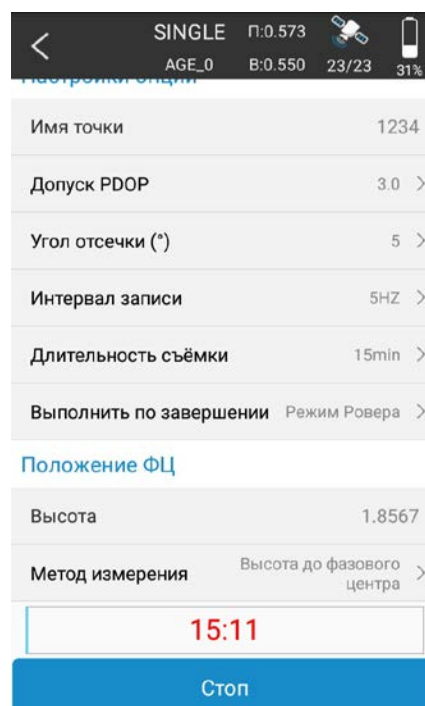 SINGLE П:0.573
AGE_0 В:0.550 23/23 31%
Настройки опции
Имя точки 1234
Допуск PDOP 3.0
Угол отсечки (°) 5
Интервал записи 5HZ
Длительность съёмки 15min
Выполнить по завершении Режим Ровера
Положение ФЦ
Высота 1.8567
Метод измерения Высота до фазового
центра
15:11
Стоп